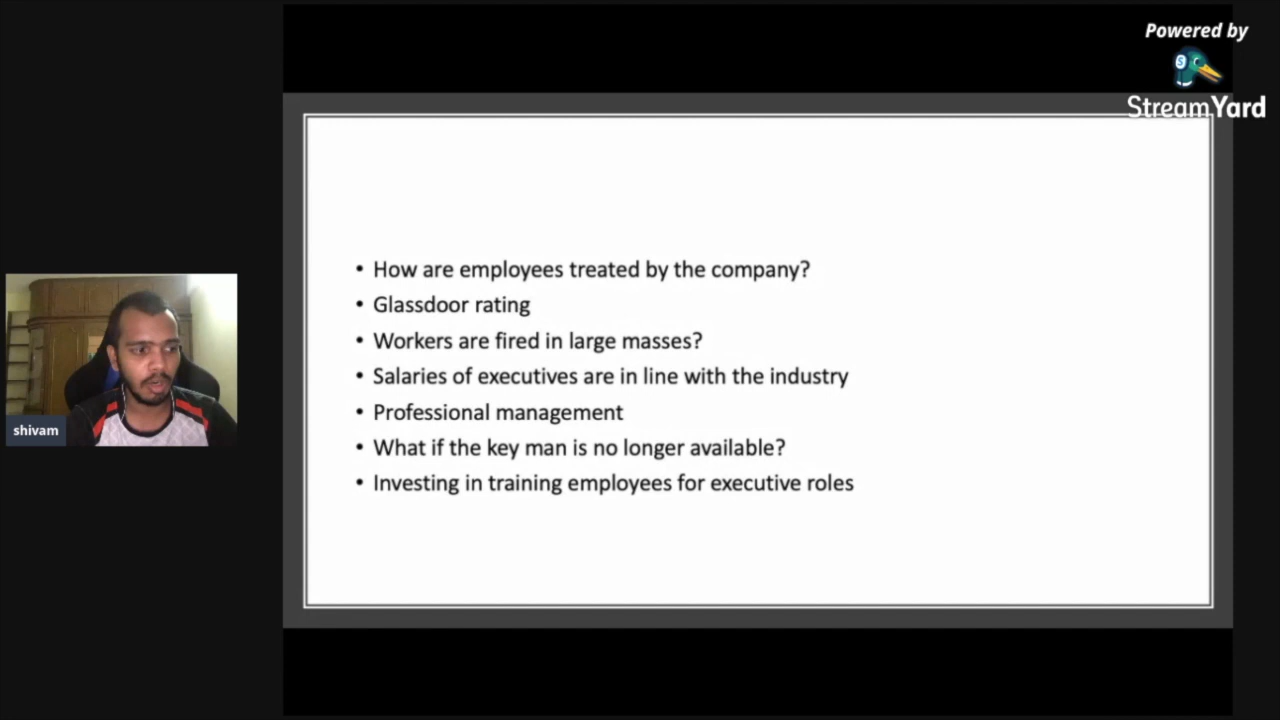 Powered by
StreamYard
• How are employees treated by the company?
• Glassdoor rating
• Workers are fired in large masses?
• Salaries of executives are in line with the industry
• Professional management
• What if the key man is no longer available?
• Investing in training employees for executive roles
shivam